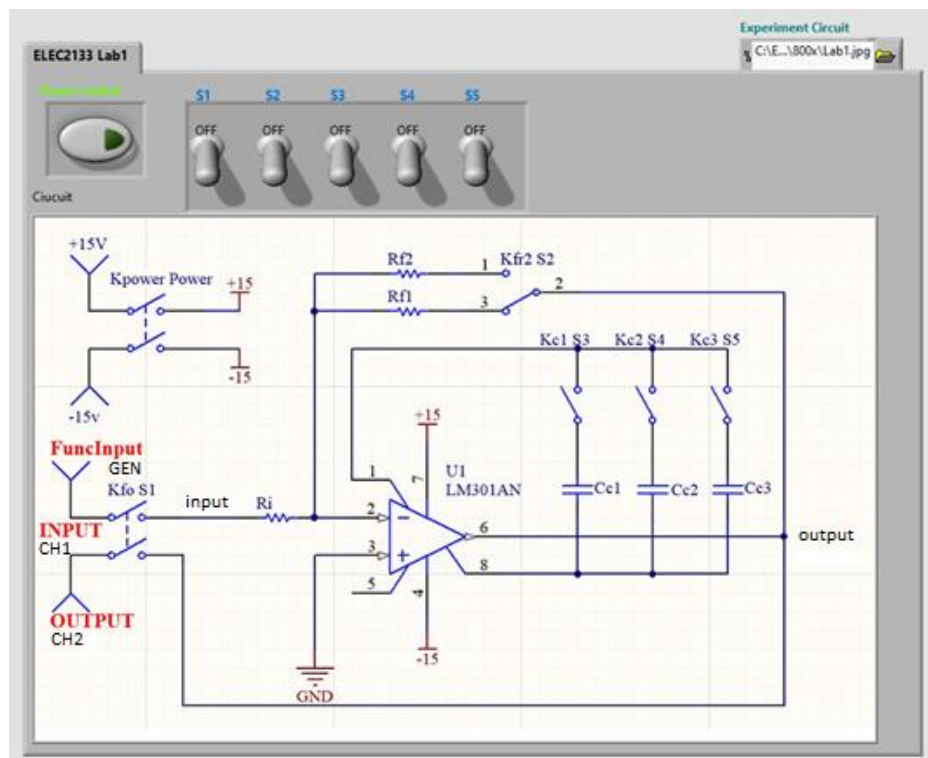 Experiment Circuit
C:\E...\800x\Lab1.jpg
ELEC2133 Lab1
S1 S2 S3 S4 S5
OFF OFF OFF OFF OFF
Ciucuit
+15V
Kpower Power
+15
-15
-15v
Rf2
1
Kfr2 S2
Rf1
3
2
Kc1 S3
Kc2 S4
Kc3 S5
+15
FuncInput
GEN
Kfo S1
input
Ri
1
7
U1
LM301AN
Cc1
Cc2
Cc3
2
INPUT
CH1
3
6
output
5
4
8
OUTPUT
CH2
-15
GND